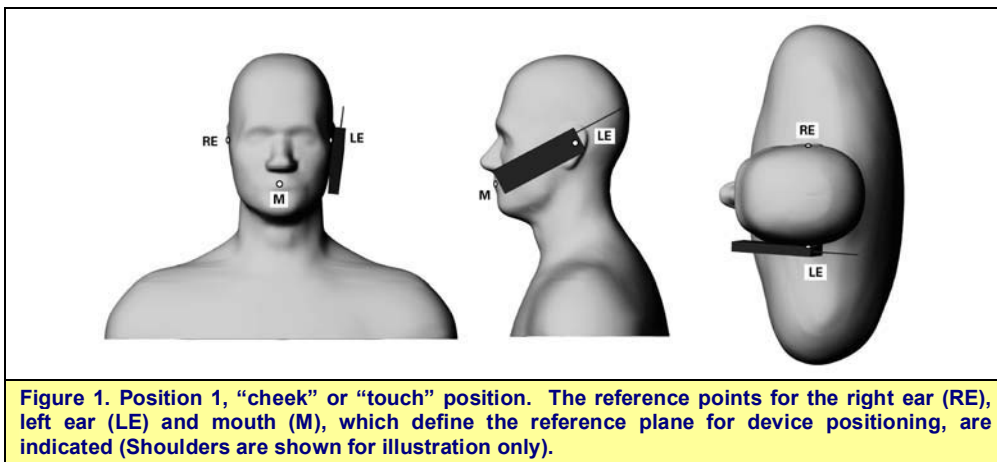 RE
LE
M
LE
M
RE
LE
Figure 1. Position 1, “cheek” or “touch” position. The reference points for the right ear (RE),
left ear (LE) and mouth (M), which define the reference plane for device positioning, are
indicated (Shoulders are shown for illustration only).